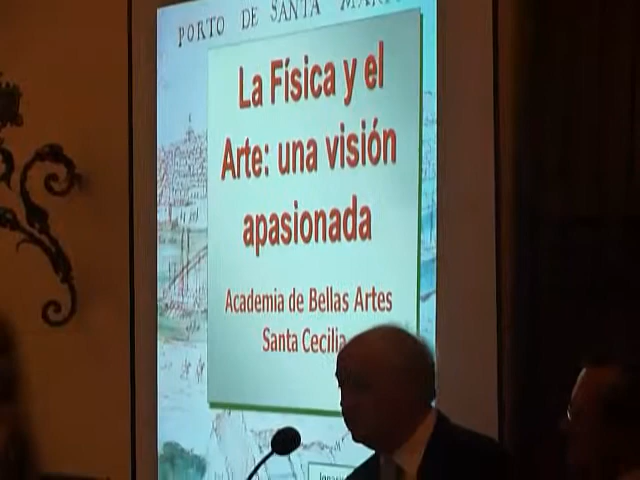 PORTO DE SANTA
La Física y el
Arte: una visión
apasionada
Academia de Bellas Artes
Santa Cecilia